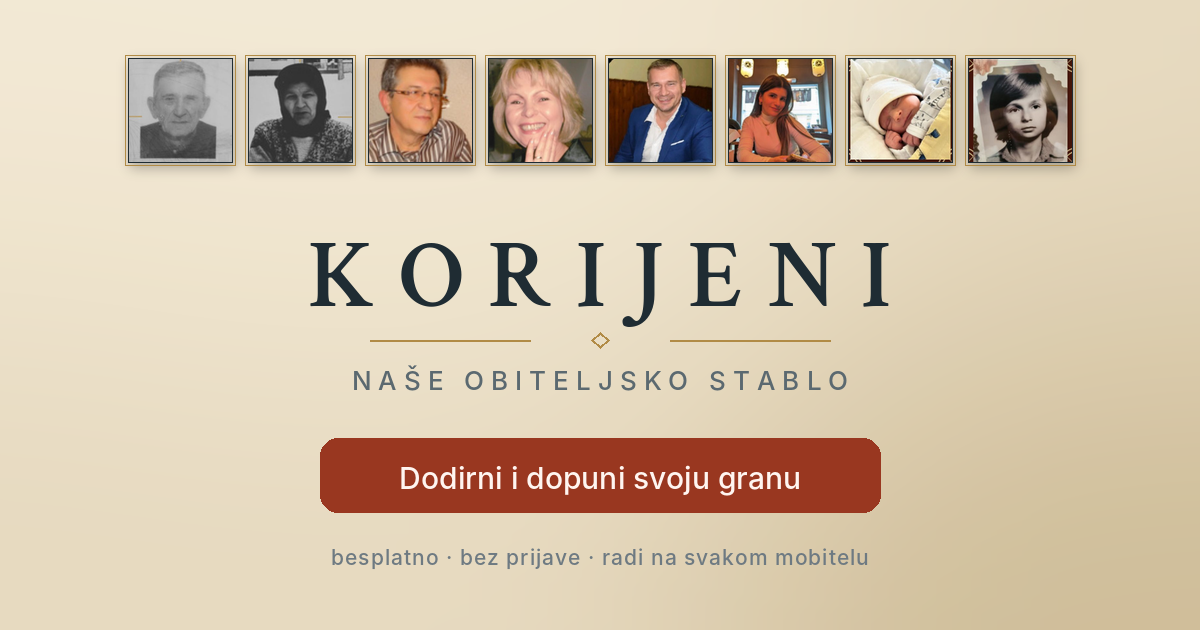 KORIJENI
NAŠE OBITELJSKO STABLO
Dodirni i dopuni svoju granu
besplatno · bez prijave · radi na svakom mobitelu